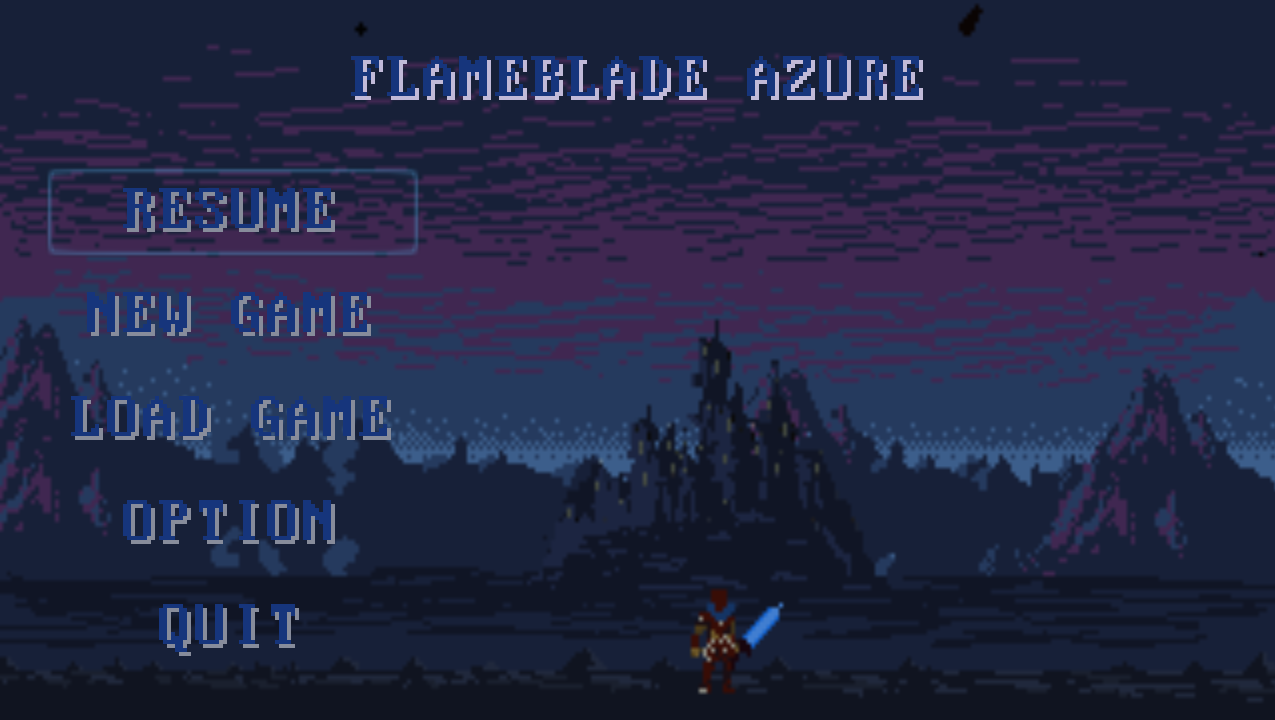 FLAMEBLADE AZURE
RESUME
NEW GAME
LOAD GAME
OPTION
QUIT